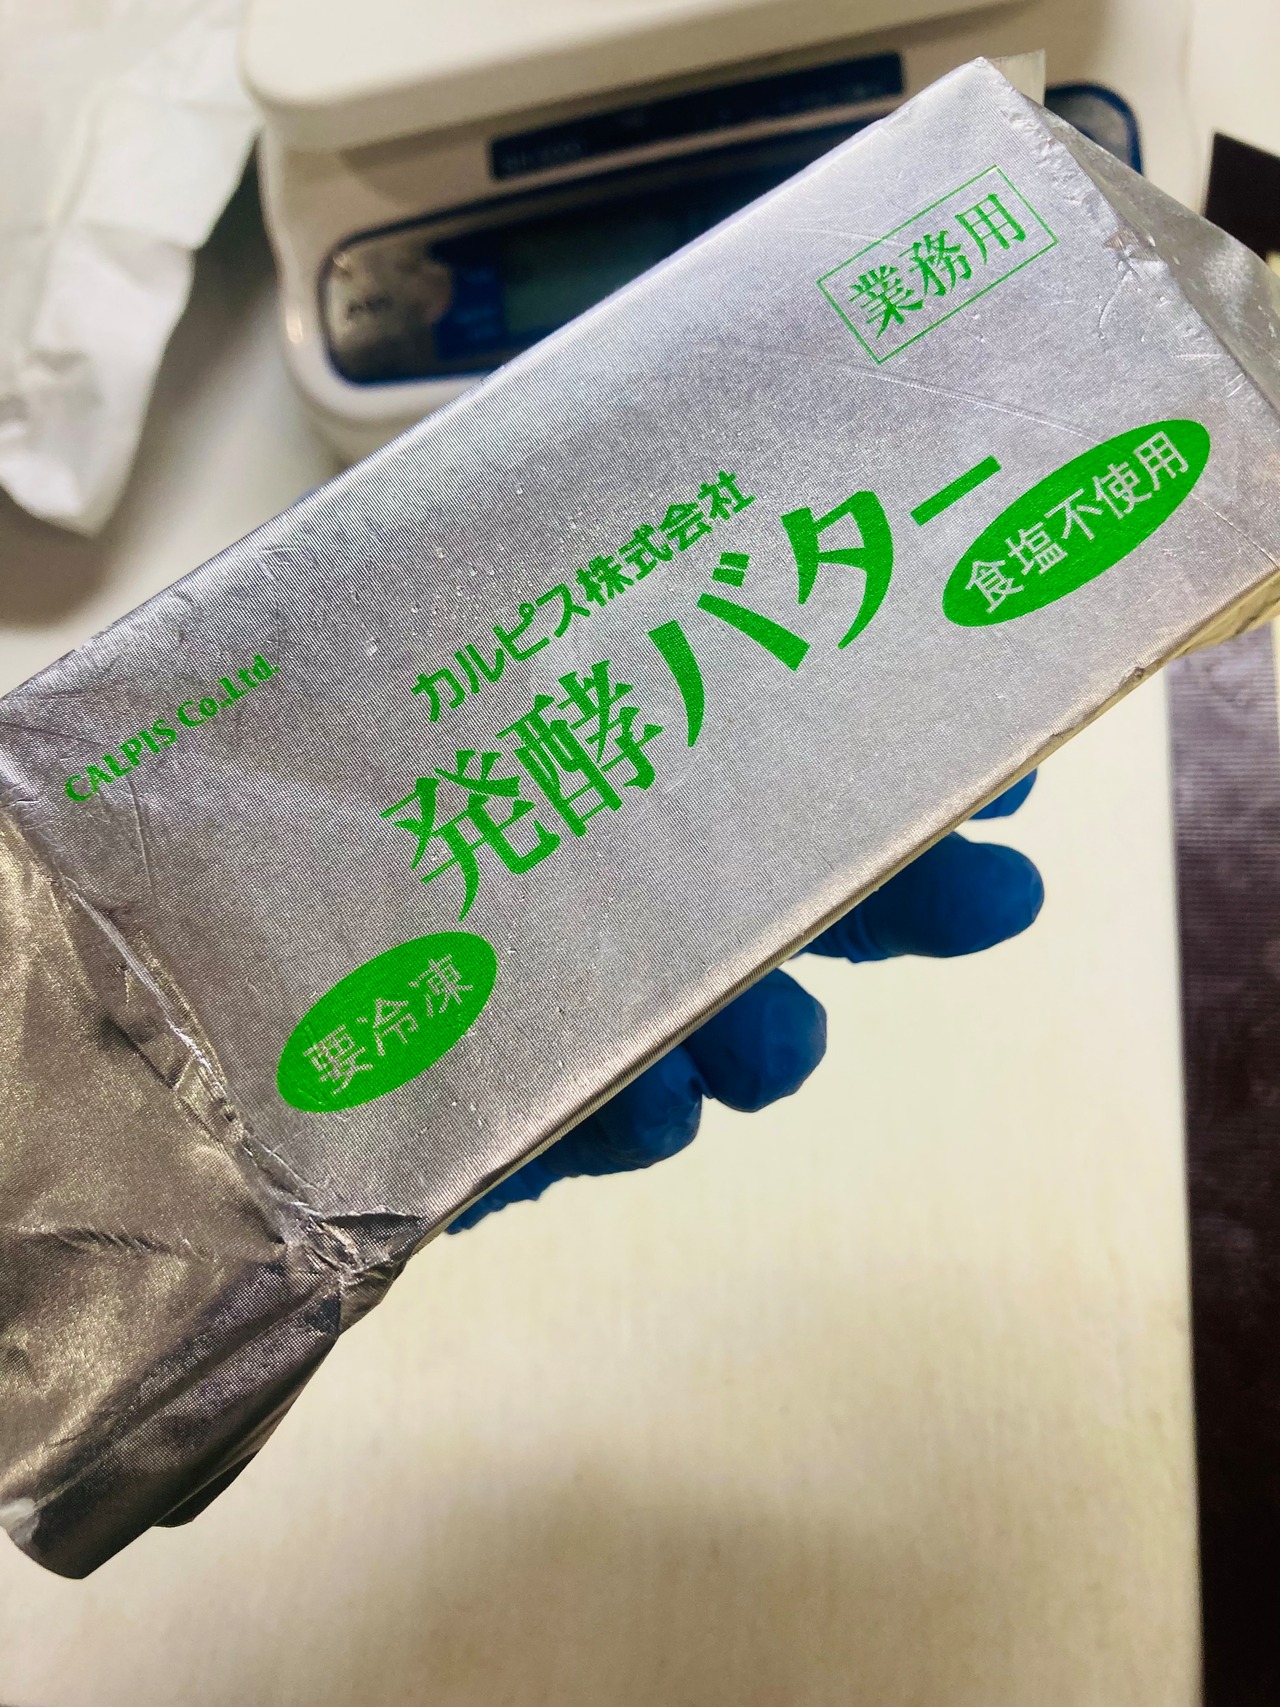 業務用
CALPIS Co.,Ltd.
カルピス株式会社
発酵バター
食塩不使用
要冷凍